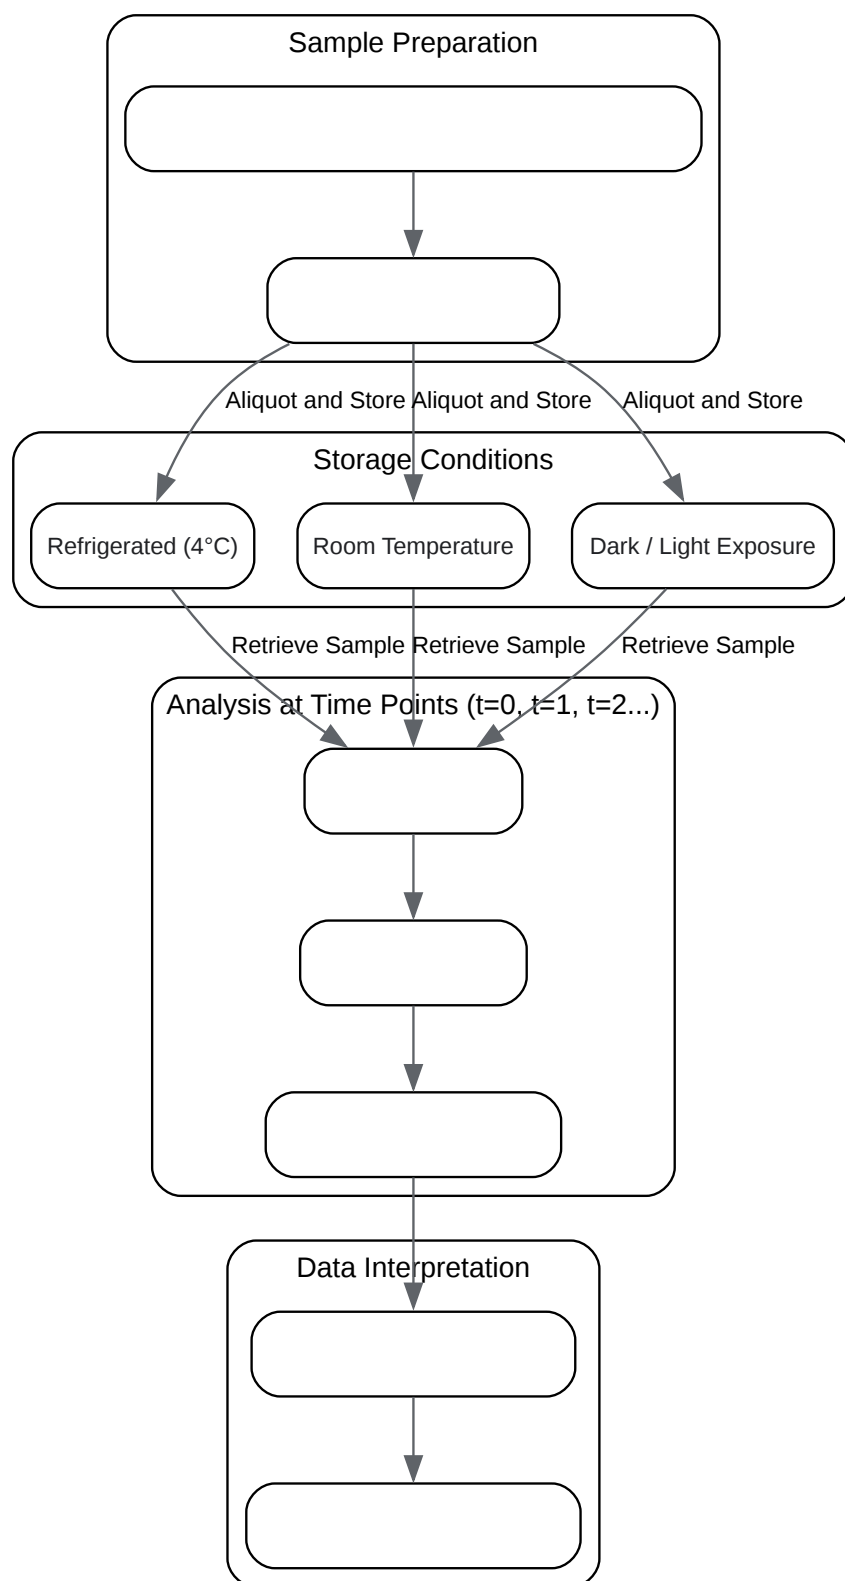 Sample Preparation
Aliquot and Store Aliquot and Store Aliquot and Store
Storage Conditions
Refrigerated (4°C) Room Temperature Dark / Light Exposure
Retrieve Sample Retrieve Sample Retrieve Sample
Analysis at Time Points (t=0, t=1, t=2...)
Data Interpretation